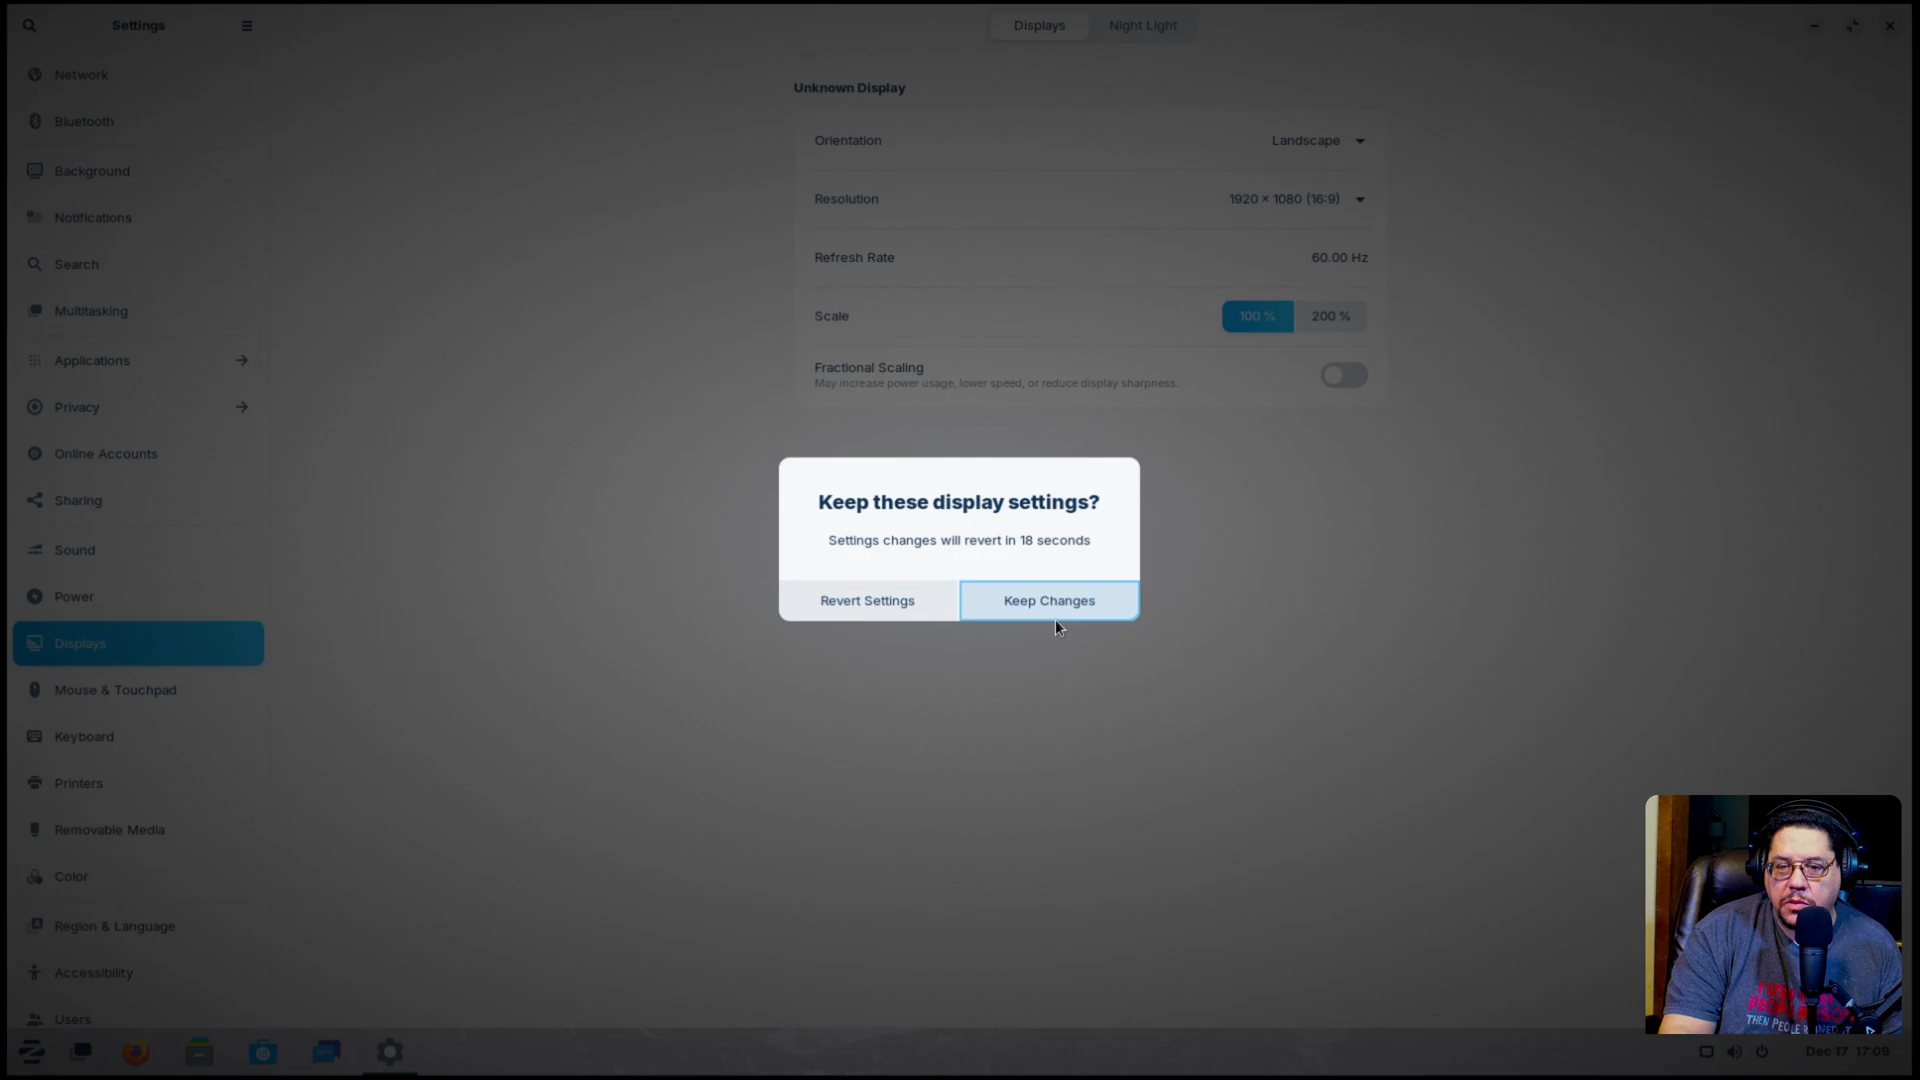 Settings
Displays
Night Light
Network
Bluetooth
Background
Notifications
Search
Multitasking
Applications
Privacy
Online Accounts
Sharing
Sound
Power
Displays
Mouse & Touchpad
Keyboard
Printers
Removable Media
Color
Region & Language
Accessibility
Users
Unknown Display
Orientation
Landscape
Resolution
1920 × 1080 (16:9)
Refresh Rate
60.00 Hz
Scale
100 %
200 %
Fractional Scaling
May increase power usage, lower speed, or reduce display sharpness.
Keep these display settings?
Settings changes will revert in 18 seconds
Revert Settings
Keep Changes
Dec 17 17:09